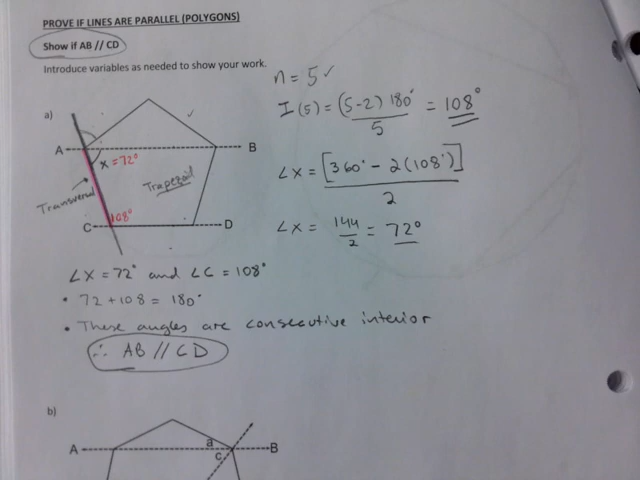 PROVE IF LINES ARE PARALLEL (POLYGONS)
Show if AB // CD
Introduce variables as needed to show your work.
n = 5 ✓
a)
I(5) = (5-2) 180° / 5 = 108°
A
B
x = 72°
Trapezoid
Transversal
108°
C
D
∠X = [360° - 2(108°)] / 2
∠X = 144 / 2 = 72°
∠X = 72° and ∠C = 108°
• 72 + 108 = 180°
• These angles are consecutive interior
∴ AB // CD
b)
A
a
c
B